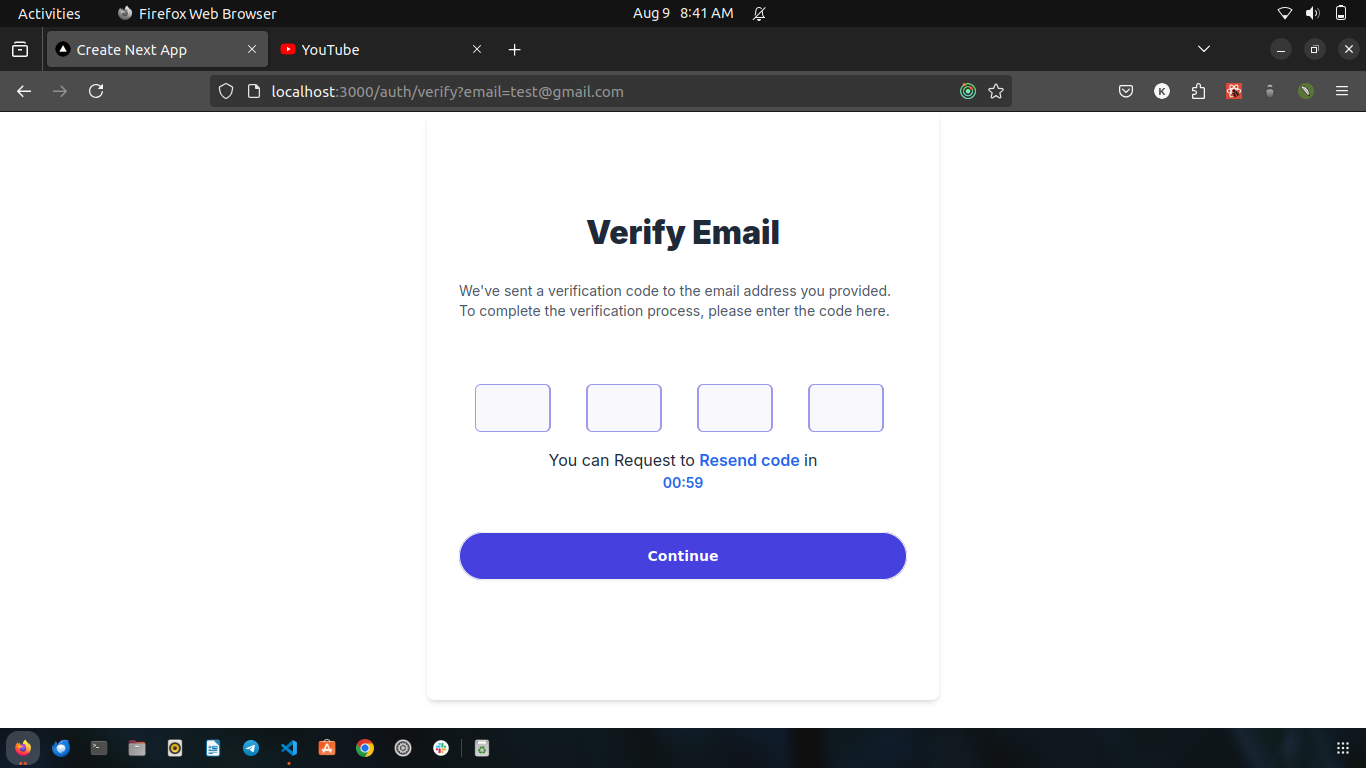 Activities
Firefox Web Browser
Aug 9 8:41 AM
Create Next App
YouTube
localhost:3000/auth/verify?email=test@gmail.com
K
Verify Email
We've sent a verification code to the email address you provided.
To complete the verification process, please enter the code here.
You can Request to Resend code in
00:59
Continue